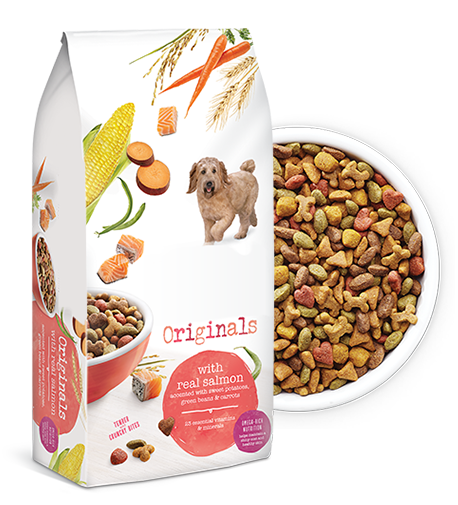 Originals
with
real salmon
accented with sweet potatoes,
green beans & carrots
23 essential vitamins
& minerals
TENDER
CRUNCHY BITES
OMEGA-RICH
NUTRITION
Originals
with real salmon